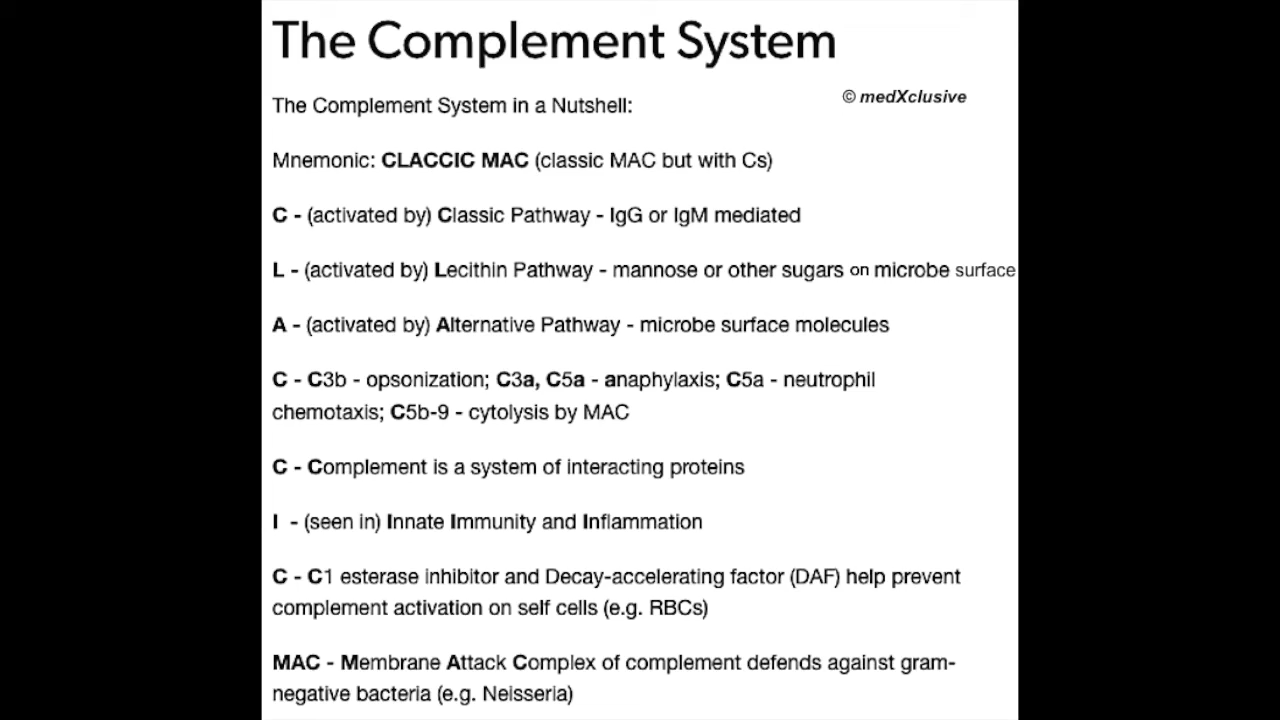 The Complement System
© medXclusive
The Complement System in a Nutshell:
Mnemonic: CLACCIC MAC (classic MAC but with Cs)
C - (activated by) Classic Pathway - IgG or IgM mediated
L - (activated by) Lecithin Pathway - mannose or other sugars on microbe surface
A - (activated by) Alternative Pathway - microbe surface molecules
C - C3b - opsonization; C3a, C5a - anaphylaxis; C5a - neutrophil
chemotaxis; C5b-9 - cytolysis by MAC
C - Complement is a system of interacting proteins
I - (seen in) Innate Immunity and Inflammation
C - C1 esterase inhibitor and Decay-accelerating factor (DAF) help prevent
complement activation on self cells (e.g. RBCs)
MAC - Membrane Attack Complex of complement defends against gram-
negative bacteria (e.g. Neisseria)